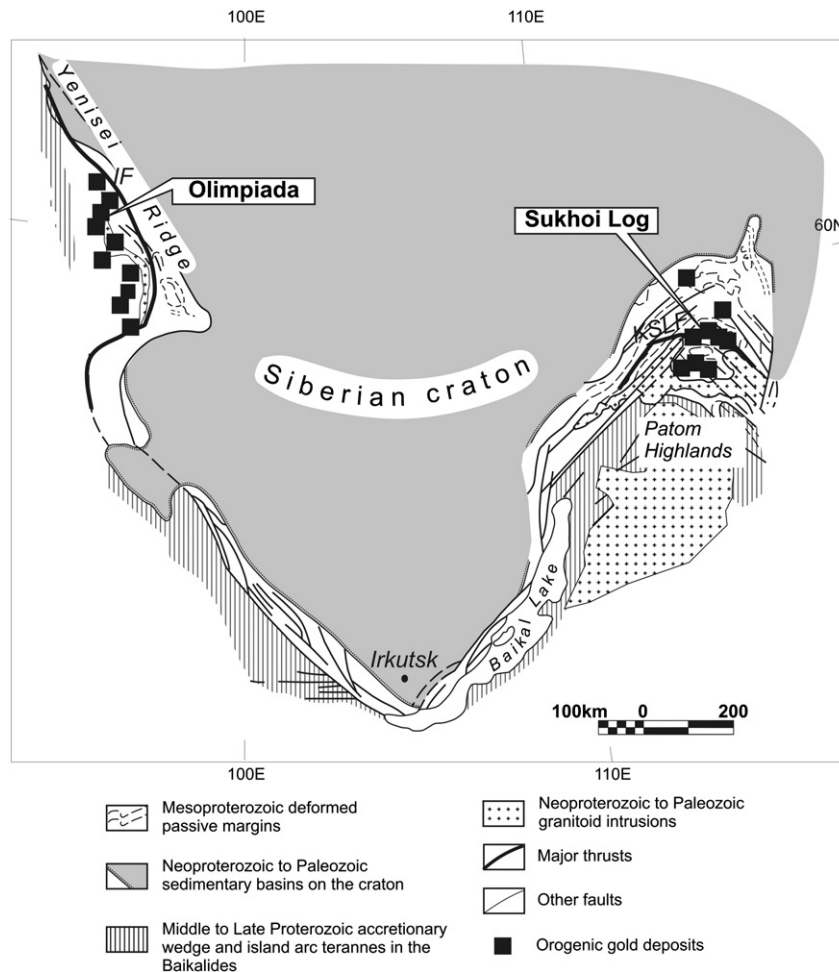 100E
110E
Yenisei
Ridge
IF
Olimpiada
Sukhoi Log
60N
KSLF
Siberian craton
Patom
Highlands
Baikal Lake
Irkutsk
100km 0 200
100E
110E
Mesoproterozoic deformed
passive margins
Neoproterozoic to Paleozoic
sedimentary basins on the craton
Middle to Late Proterozoic accretionary
wedge and island arc terannes in the
Baikalides
Neoproterozoic to Paleozoic
granitoid intrusions
Major thrusts
Other faults
Orogenic gold deposits